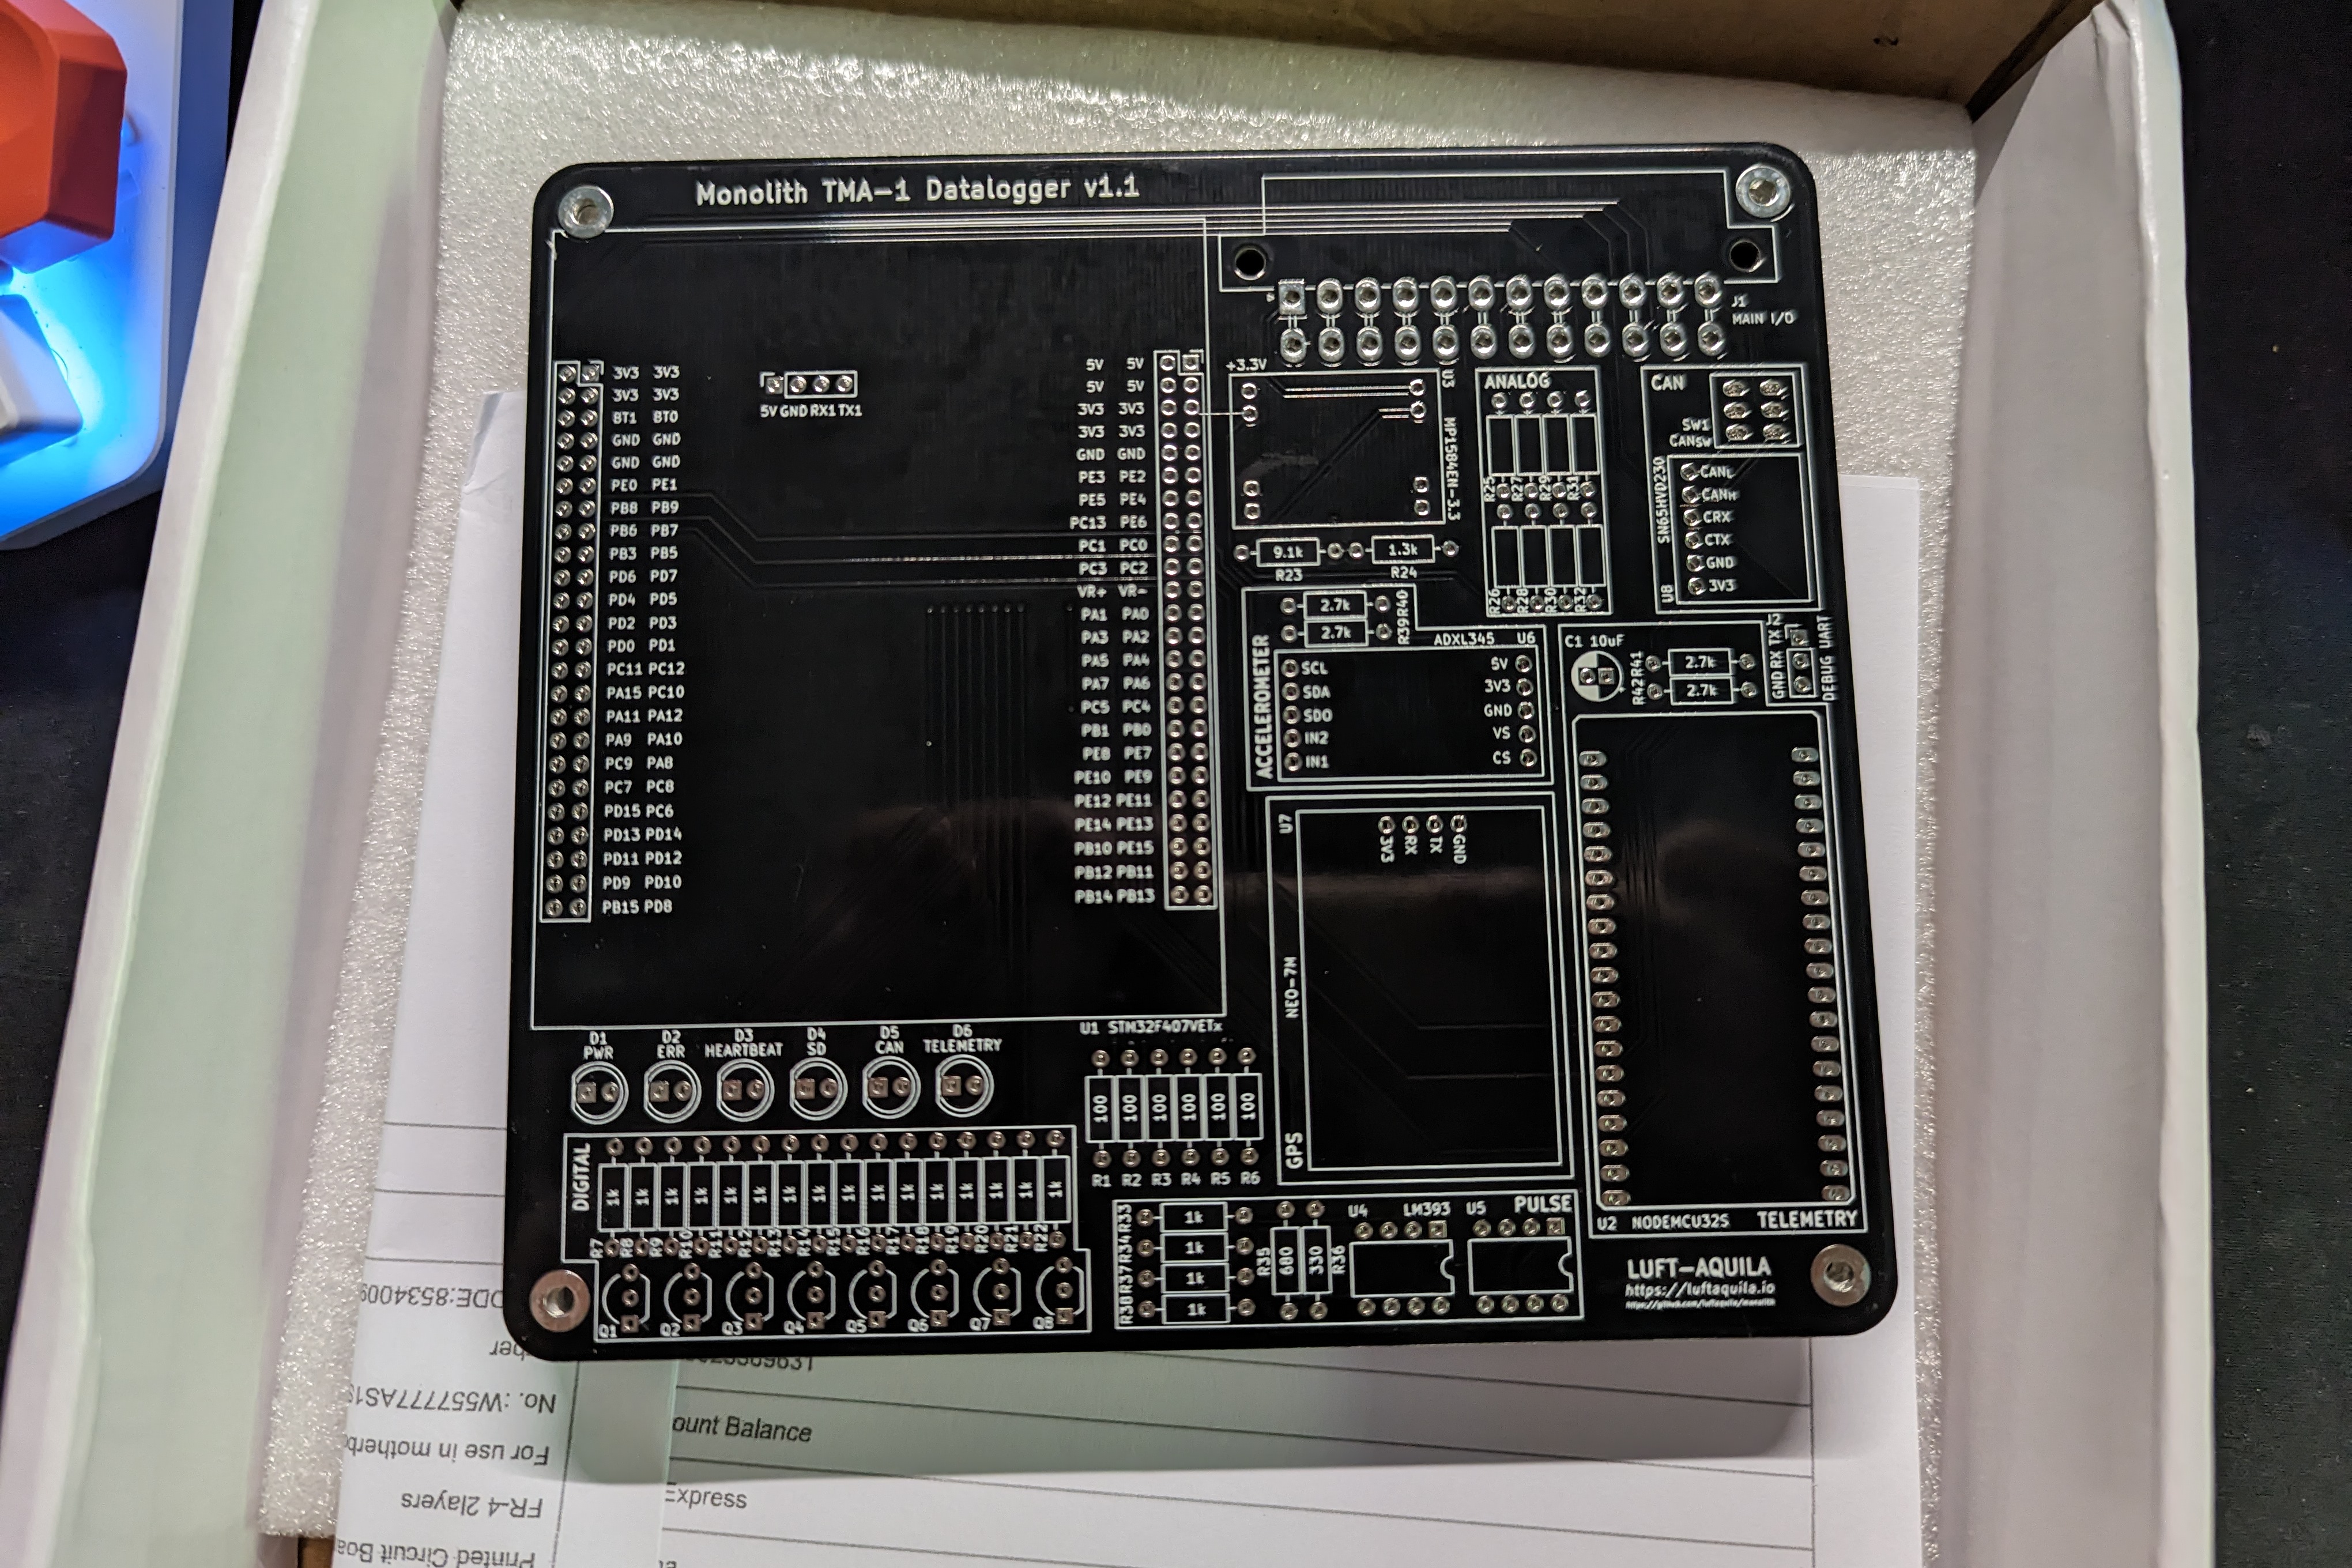 Monolith TMA-1 Datalogger v1.1
J1
MAIN I/O
3V3 3V3
3V3 3V3
BT1 BT0
GND GND
GND GND
PE0 PE1
PB8 PB9
PB6 PB7
PB3 PB5
PD6 PD7
PD4 PD5
PD2 PD3
PD0 PD1
PC11 PC12
PA15 PC10
PA11 PA12
PA9 PA10
PC9 PA8
PC7 PC8
PD15 PC6
PD13 PD14
PD11 PD12
PD9 PD10
PB15 PD8
5V GND RX1 TX1
5V 5V
5V 5V
3V3 3V3
3V3 3V3
GND GND
PE3 PE2
PE5 PE4
PC13 PE6
PC1 PC0
PC3 PC2
VR+ VR-
PA1 PA0
PA3 PA2
PA5 PA4
PA7 PA6
PC5 PC4
PB1 PB0
PE8 PE7
PE10 PE9
PE12 PE11
PE14 PE13
PB10 PE15
PB12 PB11
PB14 PB13
U1 STM32F407VETx
+3.3V
U3
MP1584EN-3.3
9.1k
R23
1.3k
R24
ANALOG
R25 R27 R29 R31
R26 R28 R30 R32
CAN
SW1
CANSW
SN65HVD230
U8
CANL
CANH
CRX
CTX
GND
3V3
2.7k
2.7k
R39 R40
ACCELEROMETER
ADXL345 U6
SCL
SDA
SDO
IN2
IN1
5V
3V3
GND
VS
CS
C1 10uF
R42 R41
2.7k
2.7k
J2
GND RX TX
DEBUG UART
U7
3V3 RX TX GND
NEO-7M
GPS
U2 NODEMCU32S TELEMETRY
D1
PWR
D2
ERR
D3
HEARTBEAT
D4
SD
D5
CAN
D6
TELEMETRY
100 100 100 100 100 100
R1 R2 R3 R4 R5 R6
DIGITAL
1k 1k 1k 1k 1k 1k 1k 1k 1k 1k 1k 1k 1k 1k 1k 1k
R7 R8 R9 R10 R11 R12 R13 R14 R15 R16 R17 R18 R19 R20 R21 R22
Q1 Q2 Q3 Q4 Q5 Q6 Q7 Q8
R38 R37 R34 R33
1k
1k
1k
1k
R35
680
330
R36
U4 LM393
U5 PULSE
LUFT-AQUILA
https://luftaquila.io
https://github.com/luftaquila/monolith
ount Balance
Express
DDE:8534009
ber
No. :W557777AS1
For use in motherb
FR-4 2layers
Printed Circuit Boa